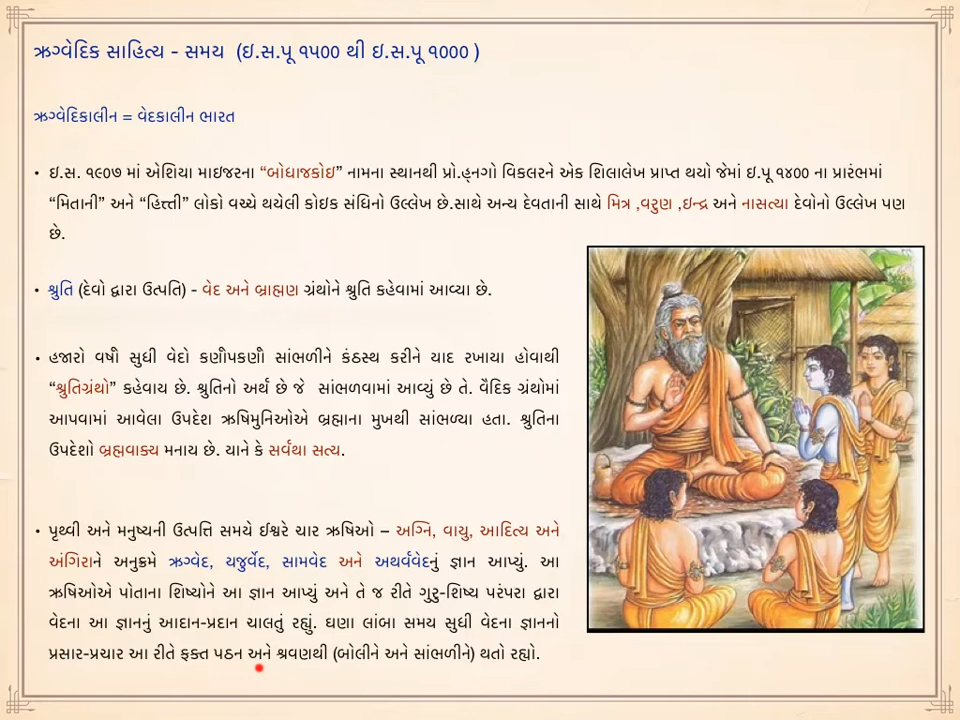 ઋગ્વેદિક સાહિત્ય - સમય (ઇ.સ.પૂ ૧૫૦૦ થી ઇ.સ.પૂ ૧૦૦૦ )
ઋગ્વેદિકાલીન = વેદકાલીન ભારત
• ઇ.સ. ૧૯૦૭ માં એશિયા માઇજરના “બોધાજકોઇ” નામના સ્થાનથી પ્રો.હ્નગો વિકલરને એક શિલાલેખ પ્રાપ્ત થયો જેમાં ઇ.પૂ ૧૪૦૦ ના પ્રારંભમાં
“મિતાની” અને “હિત્તી” લોકો વચ્ચે થયેલી કોઇક સંધિનો ઉલ્લેખ છે.સાથે અન્ય દેવતાની સાથે મિત્ર ,વરુણ ,ઇન્દ્ર અને નાસત્યા દેવોનો ઉલ્લેખ પણ
છે.
• શ્રુતિ (દેવો દ્વારા ઉત્પતિ) - વેદ અને બ્રાહ્મણ ગ્રંથોને શ્રુતિ કહેવામાં આવ્યા છે.
• હજારો વર્ષો સુધી વેદો કર્ણોપકર્ણો સાંભળીને કંઠસ્થ કરીને યાદ રખાયા હોવાથી
“શ્રુતિગ્રંથો” કહેવાય છે. શ્રુતિનો અર્થ છે જે સાંભળવામાં આવ્યું છે તે. વૈદિક ગ્રંથોમાં
આપવામાં આવેલા ઉપદેશ ઋષિમુનિઓએ બ્રહ્માના મુખથી સાંભળ્યા હતા. શ્રુતિના
ઉપદેશો બ્રહ્મવાક્ય મનાય છે. યાને કે સર્વથા સત્ય.
• પૃથ્વી અને મનુષ્યની ઉત્પત્તિ સમયે ઈશ્વરે ચાર ઋષિઓ – અગ્નિ, વાયુ, આદિત્ય અને
અંગિરાને અનુક્રમે ઋગ્વેદ, યજુર્વેદ, સામવેદ અને અથર્વવેદનું જ્ઞાન આપ્યું. આ
ઋષિઓએ પોતાના શિષ્યોને આ જ્ઞાન આપ્યું અને તે જ રીતે ગુરુ-શિષ્ય પરંપરા દ્વારા
વેદના આ જ્ઞાનનું આદાન-પ્રદાન ચાલતું રહ્યું. ઘણા લાંબા સમય સુધી વેદના જ્ઞાનનો
પ્રસાર-પ્રચાર આ રીતે ફક્ત પઠન અને શ્રવણથી (બોલીને અને સાંભળીને) થતો રહ્યો.